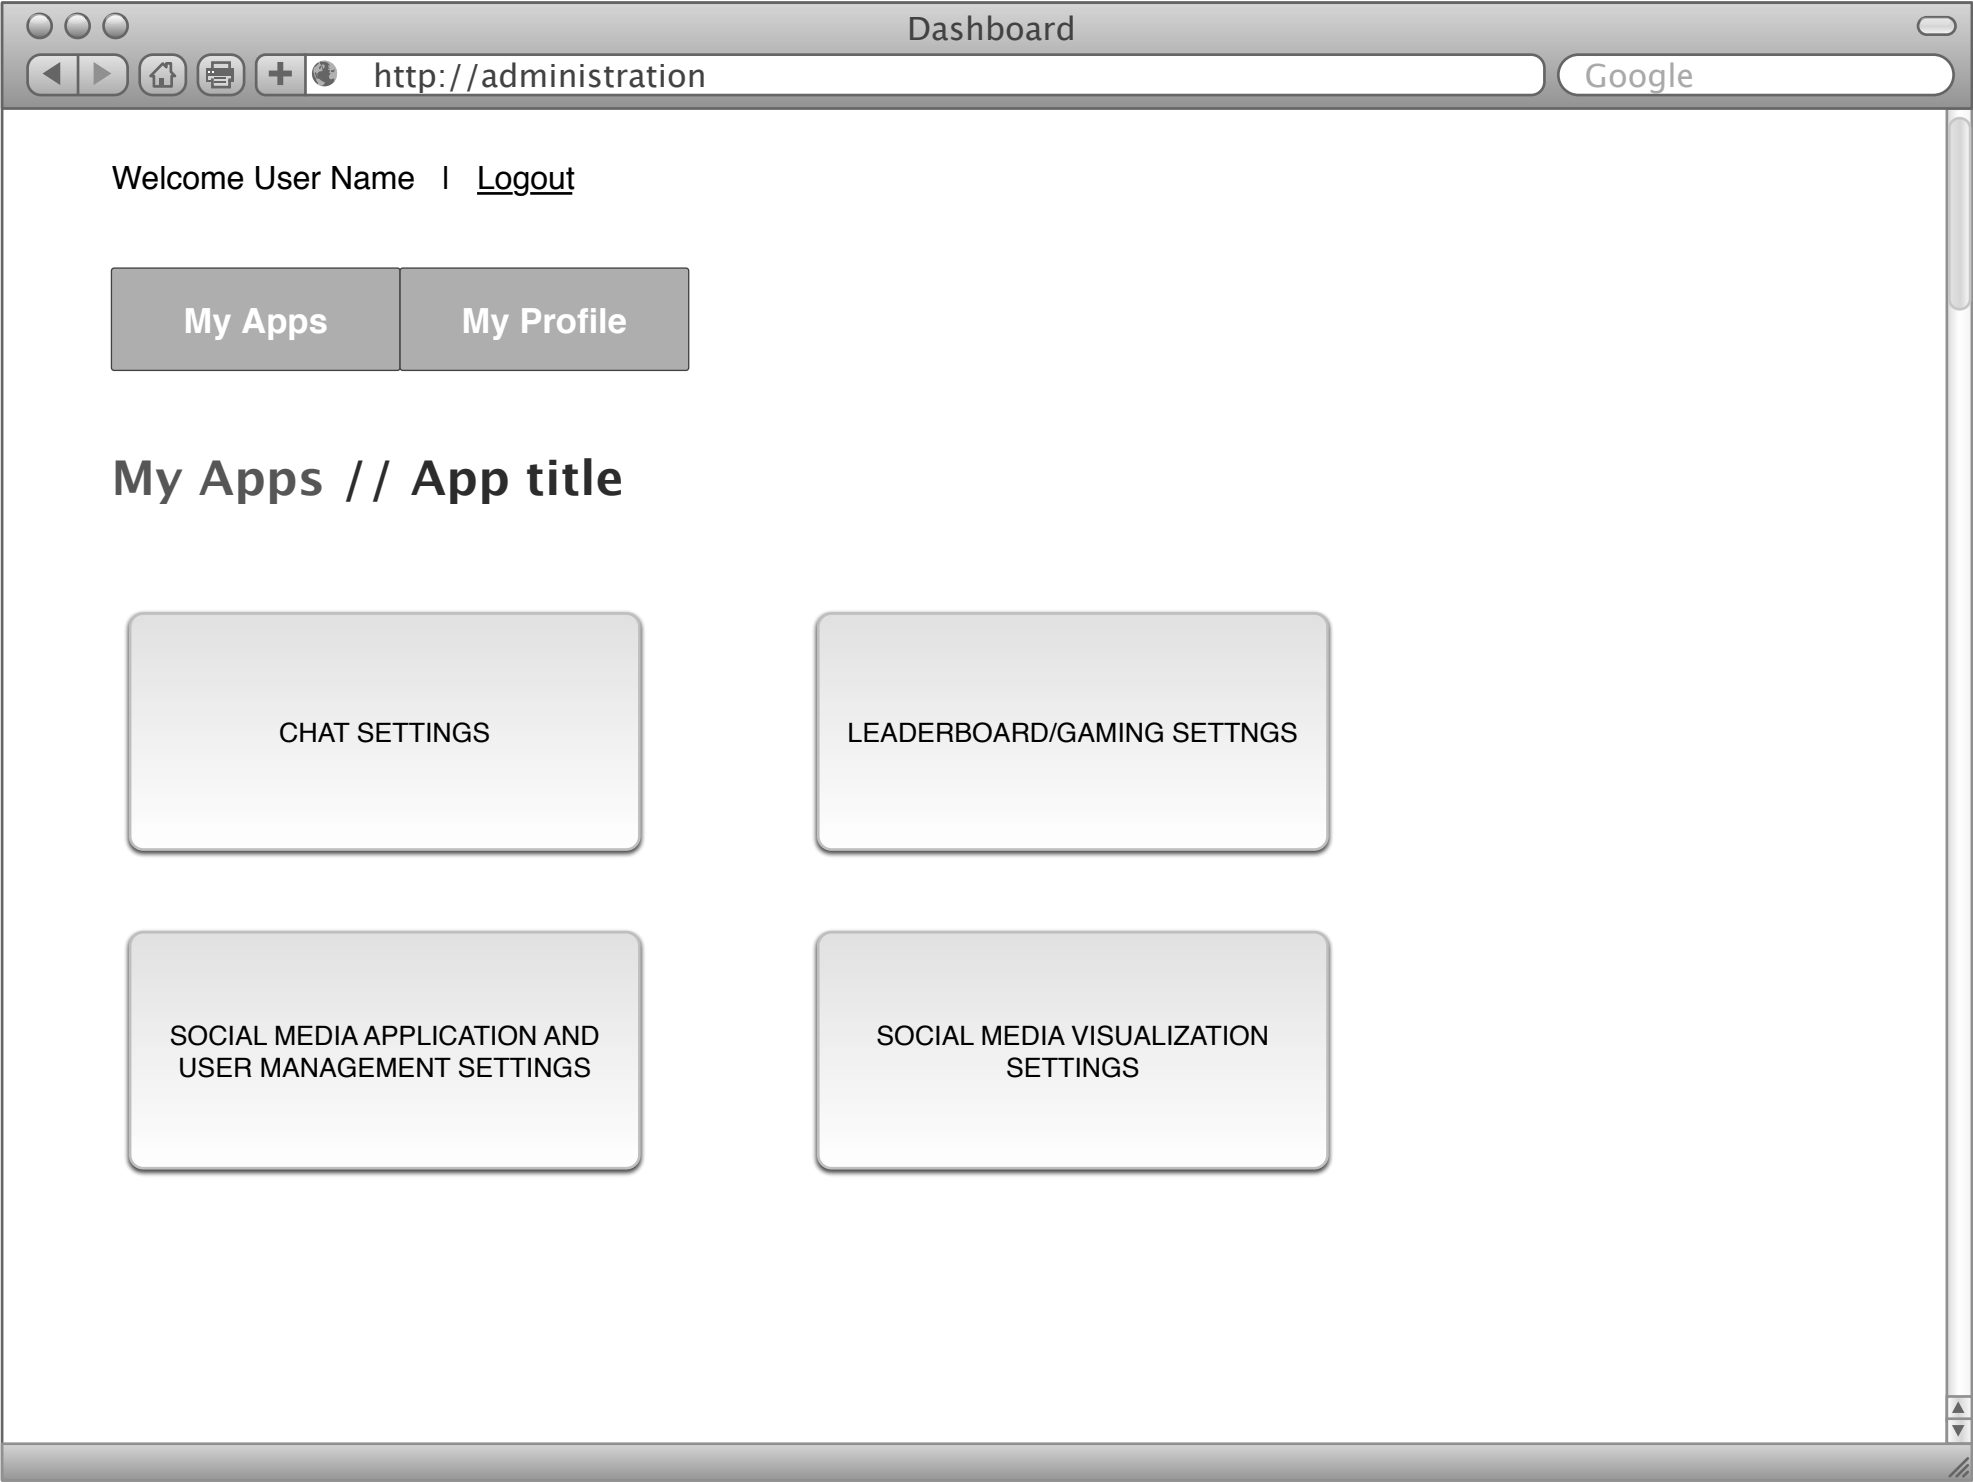 Dashboard
http://administration
Google
Welcome User Name | Logout
My Apps
My Profile
My Apps // App title
CHAT SETTINGS
LEADERBOARD/GAMING SETTNGS
SOCIAL MEDIA APPLICATION AND
USER MANAGEMENT SETTINGS
SOCIAL MEDIA VISUALIZATION
SETTINGS